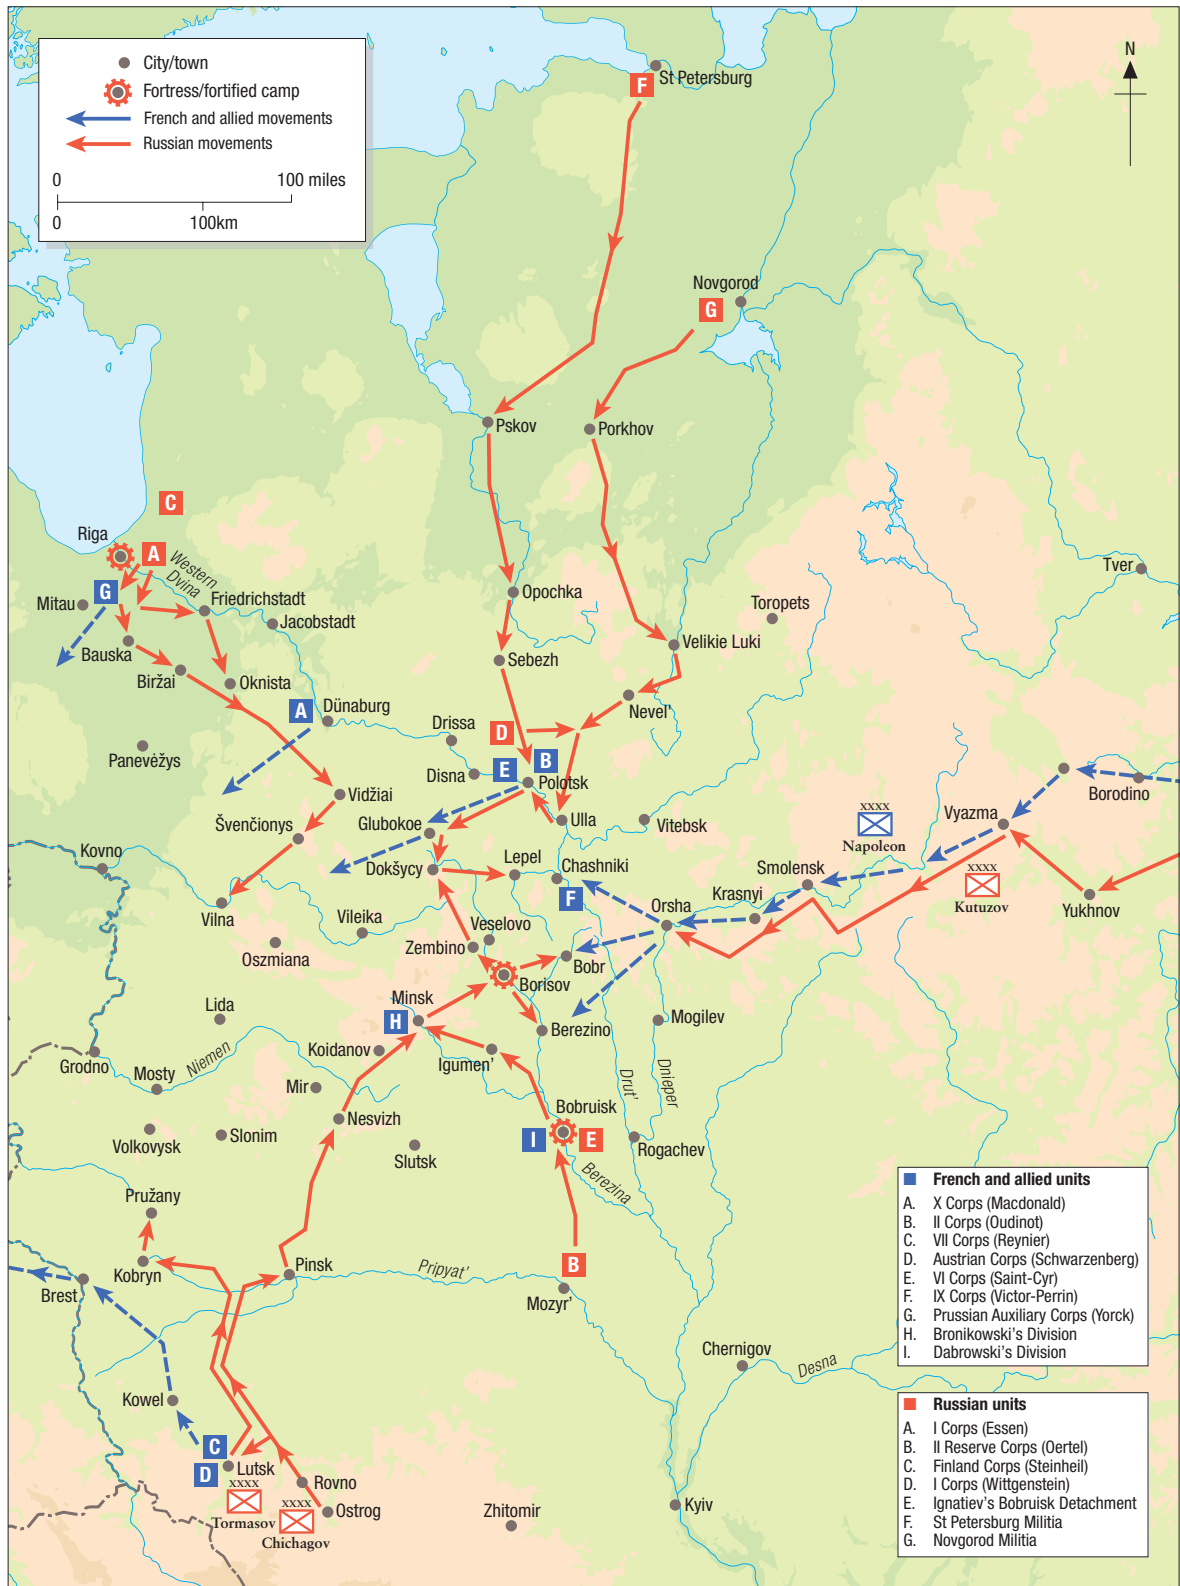 City/town
Fortress/fortified camp
French and allied movements
Russian movements
0 100 miles
0 100km
N
F
St Petersburg
Novgorod
G
Pskov
Porkhov
C
Riga
A
Western
Dvina
G
Mitau
Friedrichstadt
Jacobstadt
Bauska
Biržai
Oknista
Opochka
Sebezh
Toropets
Velikie Luki
Tver
A
Dünaburg
Nevel'
Drissa
D
Panevėžys
Disna
E
B
Polotsk
Vidžiai
Borodino
Švenčionys
Glubokoe
Ulla
Vitebsk
xxxx
Napoleon
Vyazma
Kovno
Dokšycy
Lepel
Chashniki
F
Smolensk
Krasnyi
xxxx
Kutuzov
Yukhnov
Vilna
Vileika
Veselovo
Orsha
Oszmiana
Zembino
Bobr
Borisov
Lida
Minsk
H
Berezino
Mogilev
Grodno
Niemen
Koidanov
Igumen'
Mosty
Mir
Drut'
Dnieper
Nesvizh
Bobruisk
Volkovysk
Slonim
I
E
Slutsk
Rogachev
Berezina
Pružany
Kobryn
Pinsk
Pripyat'
B
Brest
Mozyr'
Chernigov
Desna
Kowel
C
D
Lutsk
xxxx
Tormasov
Rovno
xxxx
Chichagov
Ostrog
Zhitomir
Kyiv
French and allied units
A. X Corps (Macdonald)
B. II Corps (Oudinot)
C. VII Corps (Reynier)
D. Austrian Corps (Schwarzenberg)
E. VI Corps (Saint-Cyr)
F. IX Corps (Victor-Perrin)
G. Prussian Auxiliary Corps (Yorck)
H. Bronikowski's Division
I. Dabrowski's Division
Russian units
A. I Corps (Essen)
B. II Reserve Corps (Oertel)
C. Finland Corps (Steinheil)
D. I Corps (Wittgenstein)
E. Ignatiev's Bobruisk Detachment
F. St Petersburg Militia
G. Novgorod Militia